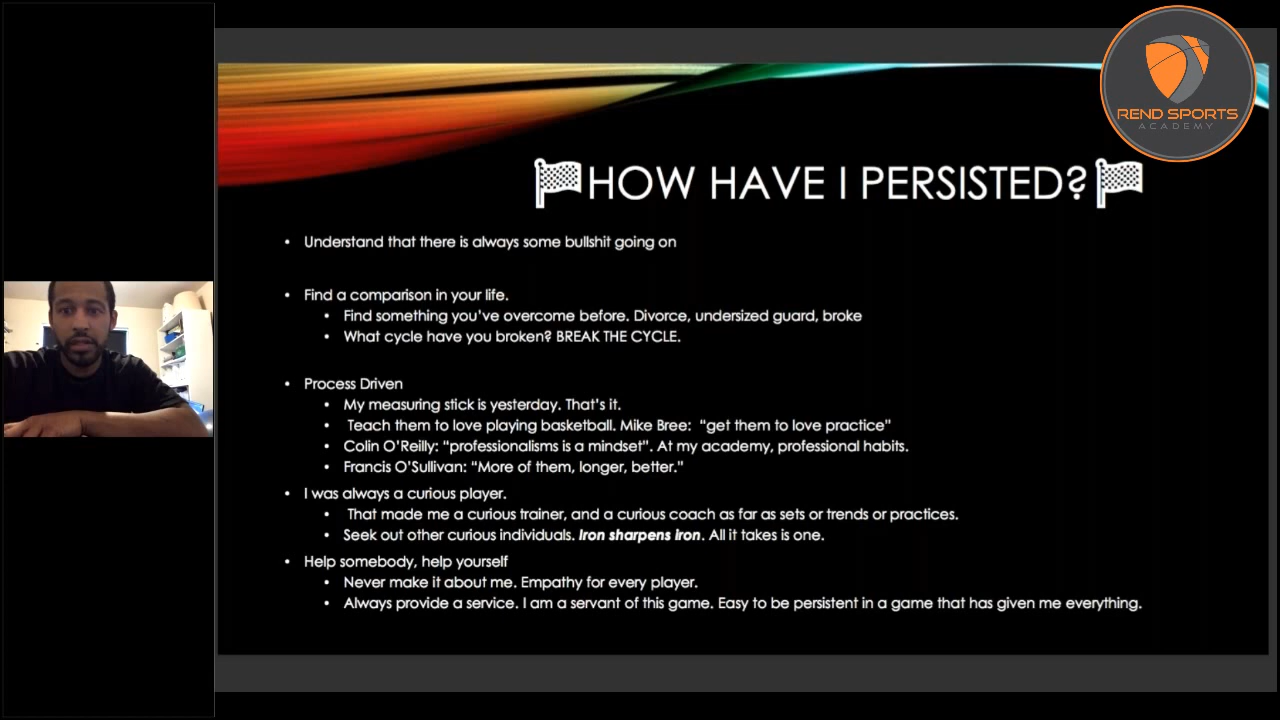 REND SPORTS
ACADEMY
HOW HAVE I PERSISTED?
• Understand that there is always some bullshit going on
• Find a comparison in your life.
• Find something you've overcome before. Divorce, undersized guard, broke
• What cycle have you broken? BREAK THE CYCLE.
• Process Driven
• My measuring stick is yesterday. That's it.
• Teach them to love playing basketball. Mike Bree: "get them to love practice"
• Colin O'Reilly: "professionalisms is a mindset". At my academy, professional habits.
• Francis O'Sullivan: "More of them, longer, better."
• I was always a curious player.
• That made me a curious trainer, and a curious coach as far as sets or trends or practices.
• Seek out other curious individuals. Iron sharpens Iron. All it takes is one.
• Help somebody, help yourself
• Never make it about me. Empathy for every player.
• Always provide a service. I am a servant of this game. Easy to be persistent in a game that has given me everything.